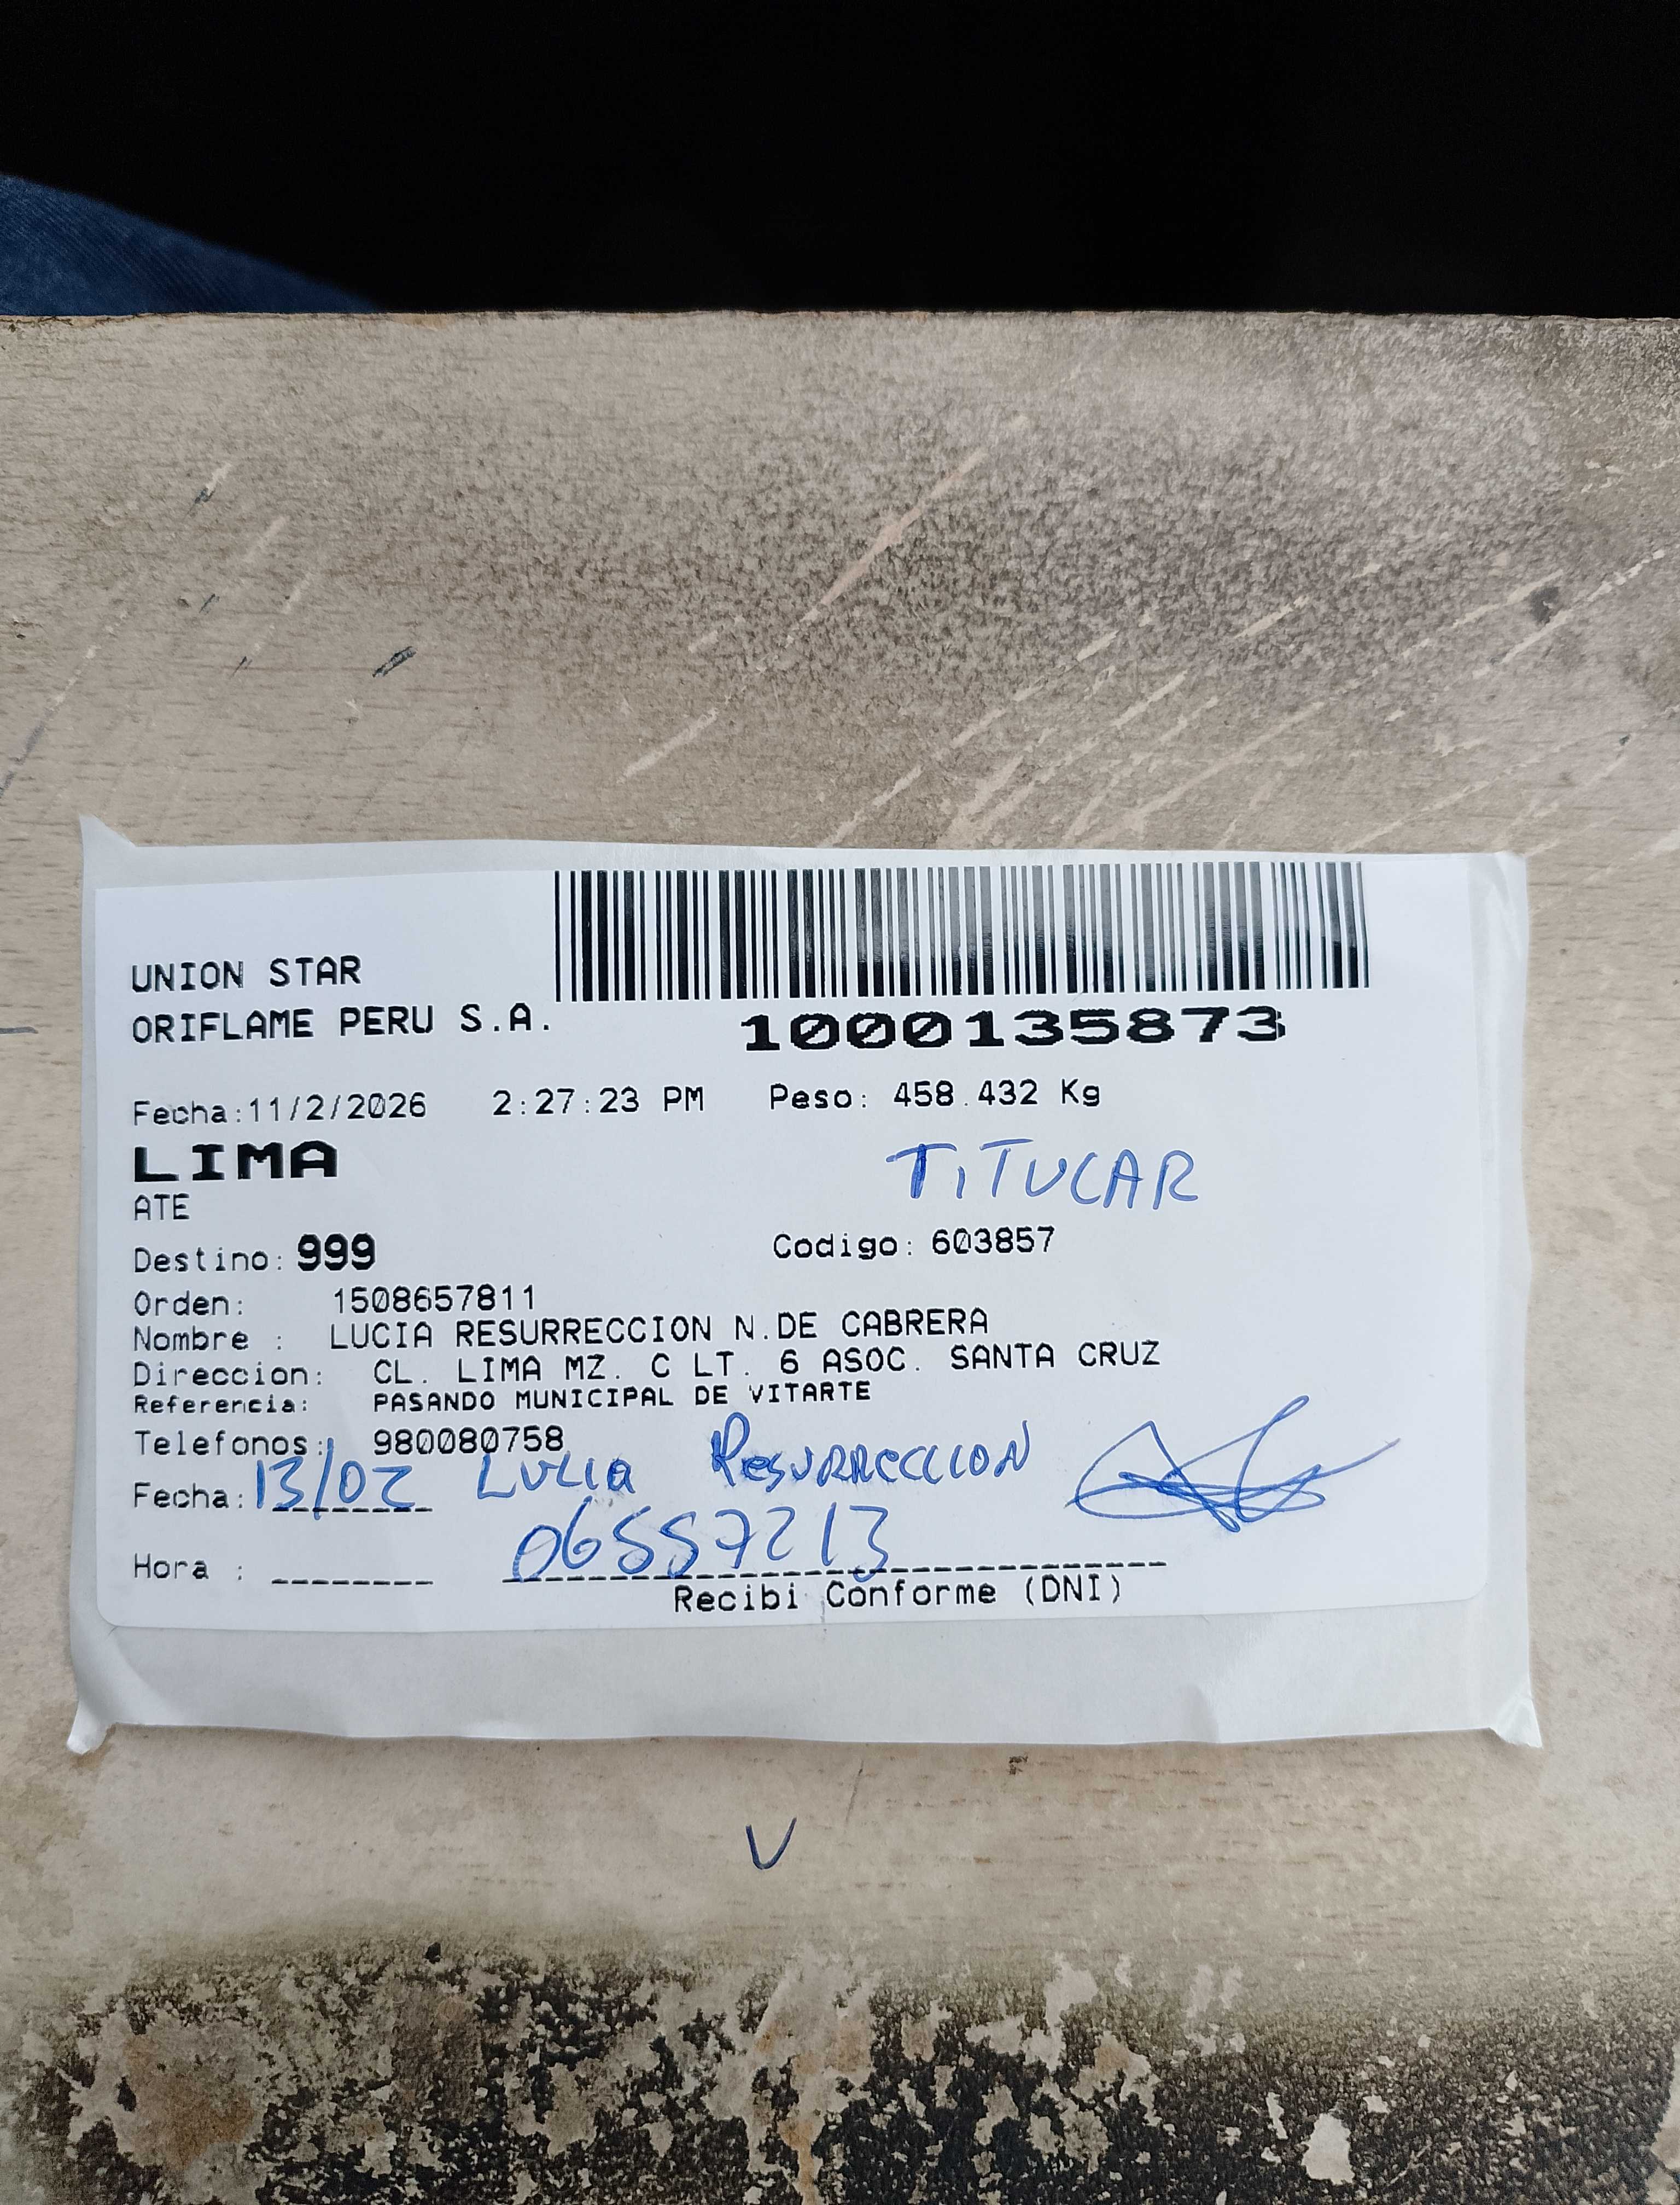 UNION STAR
ORIFLAME PERU S.A.
1000135873
Fecha:11/2/2026 2:27:23 PM Peso: 458.432 Kg
LIMA
TITULAR
ATE
Destino: 999 Codigo: 603857
Orden: 1508657811
Nombre : LUCIA RESURRECCION N.DE CABRERA
Direccion: CL. LIMA MZ. C LT. 6 ASOC. SANTA CRUZ
Referencia: PASANDO MUNICIPAL DE VITARTE
Telefonos: 980080758
Fecha: 13/02 Lucia Resurreccion
06557213
Hora :
Recibi Conforme (DNI)
V